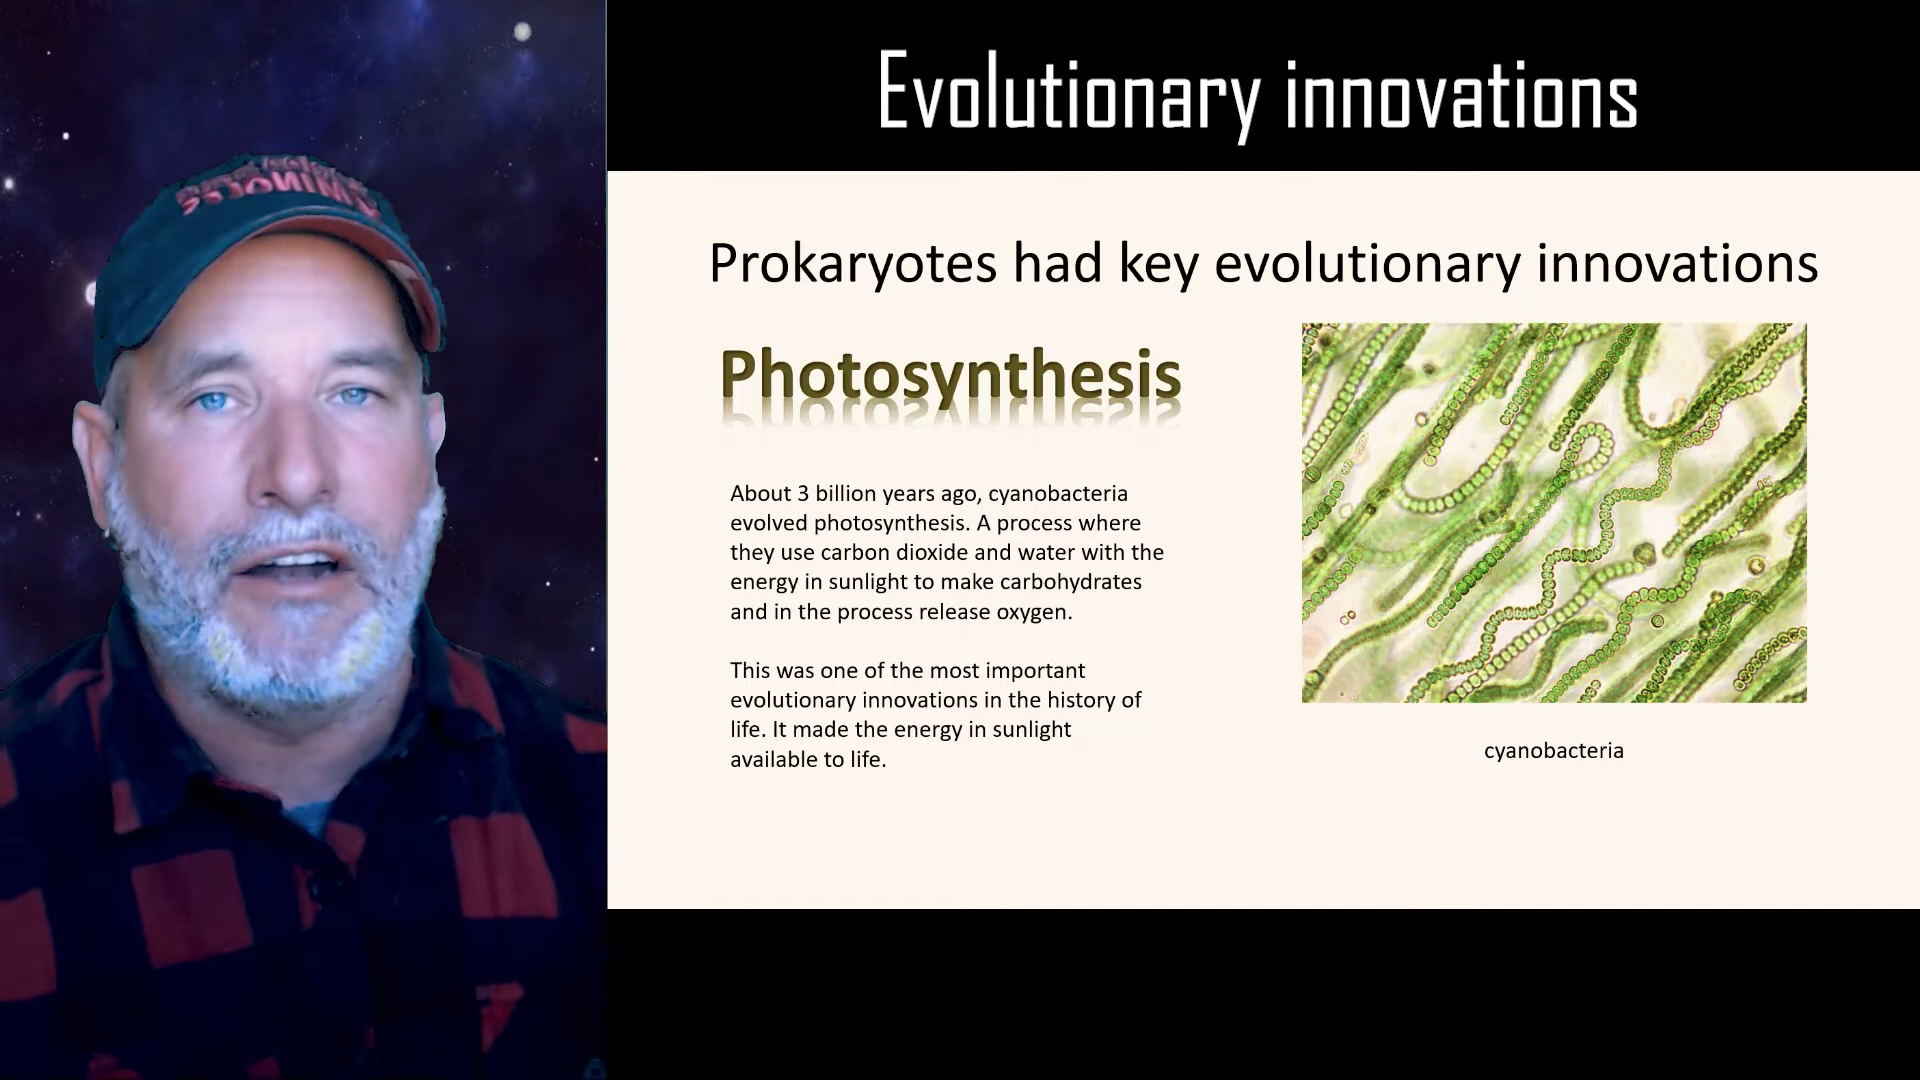 Evolutionary innovations
Prokaryotes had key evolutionary innovations
Photosynthesis
About 3 billion years ago, cyanobacteria
evolved photosynthesis. A process where
they use carbon dioxide and water with the
energy in sunlight to make carbohydrates
and in the process release oxygen.
This was one of the most important
evolutionary innovations in the history of
life. It made the energy in sunlight
available to life.
cyanobacteria